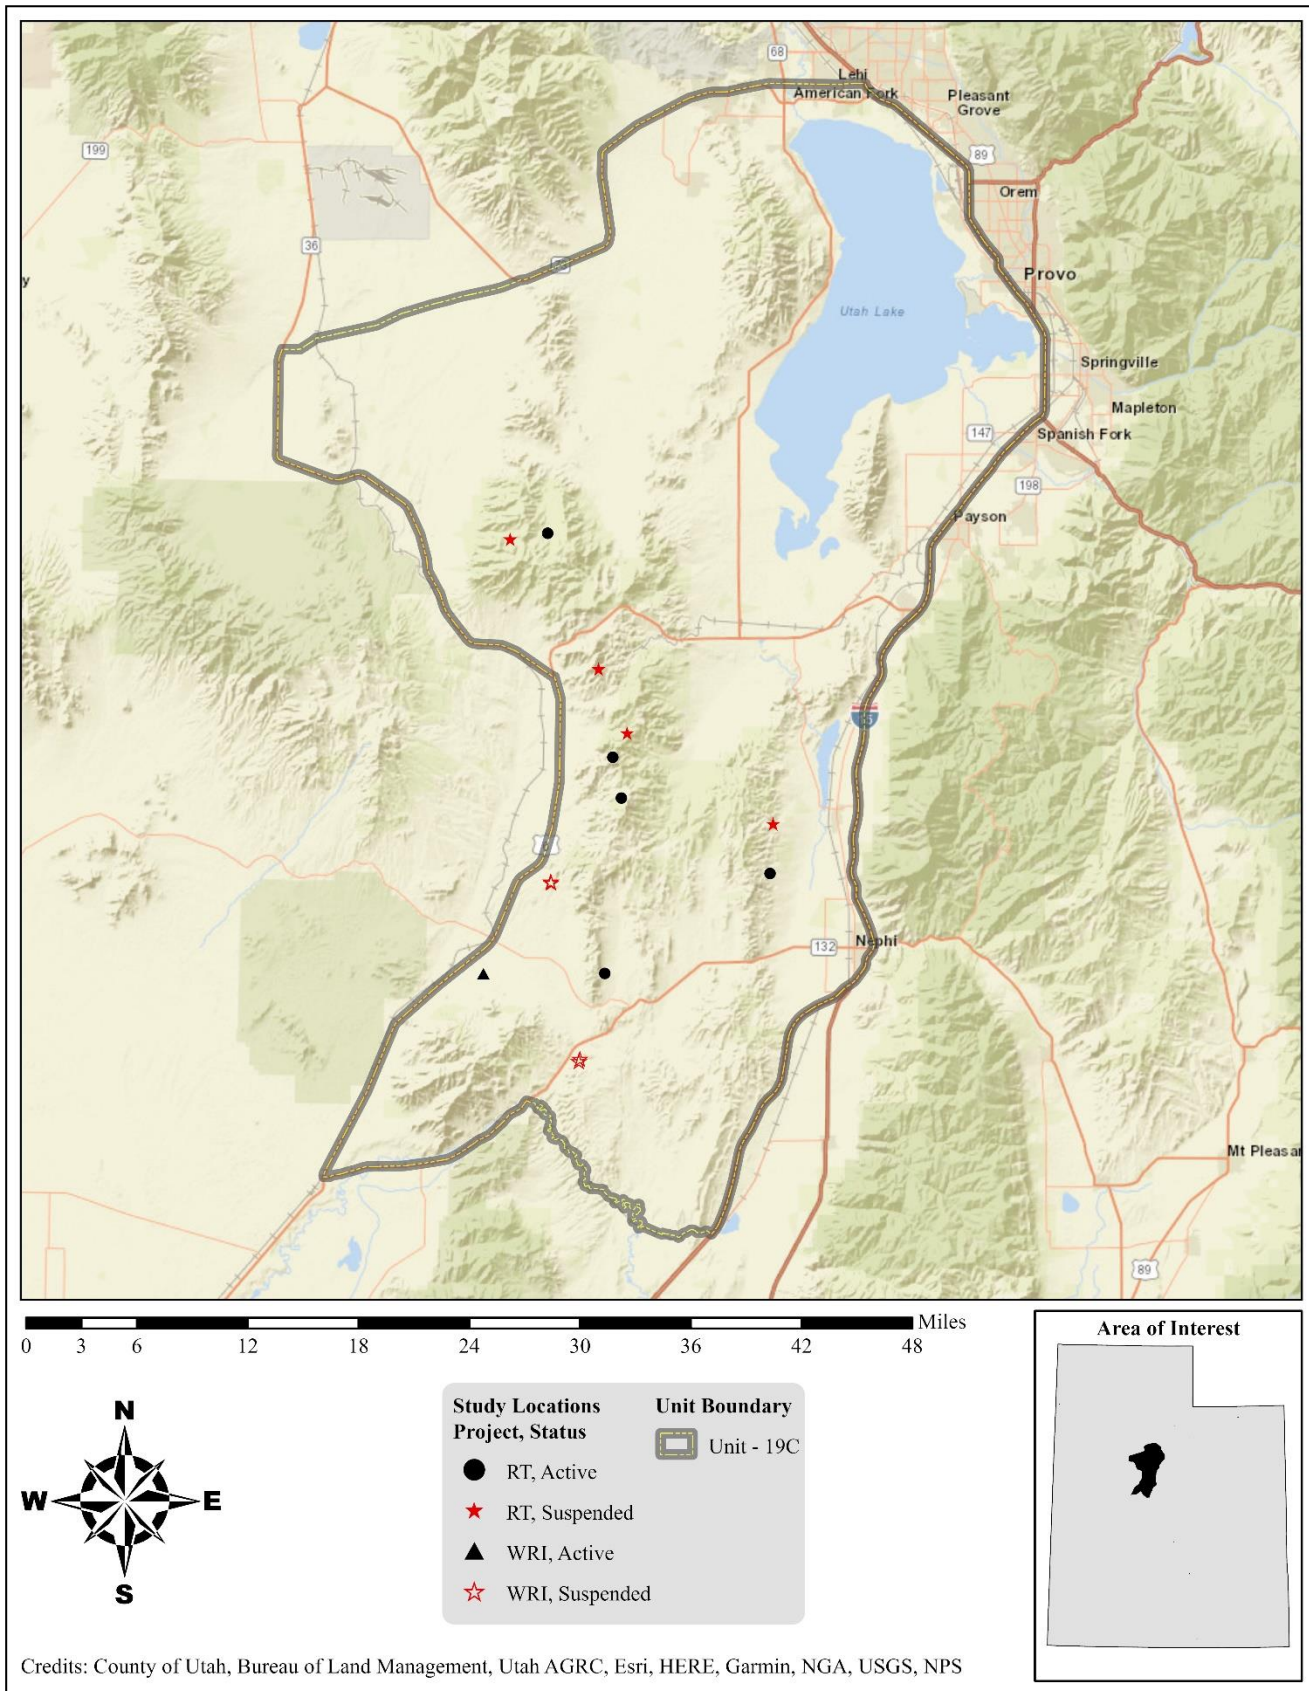 68
Lehi
American Fork
Pleasant
Grove
199
89
Orem
36
73
Provo
y
Utah Lake
Springville
Mapleton
147
Spanish Fork
198
Payson
132
Nephi
Mt Pleasan
89
Miles
0 3 6 12 18 24 30 36 42 48
Area of Interest
N
W E
S
Study Locations
Project, Status
RT, Active
RT, Suspended
WRI, Active
WRI, Suspended
Unit Boundary
Unit - 19C
Credits: County of Utah, Bureau of Land Management, Utah AGRC, Esri, HERE, Garmin, NGA, USGS, NPS